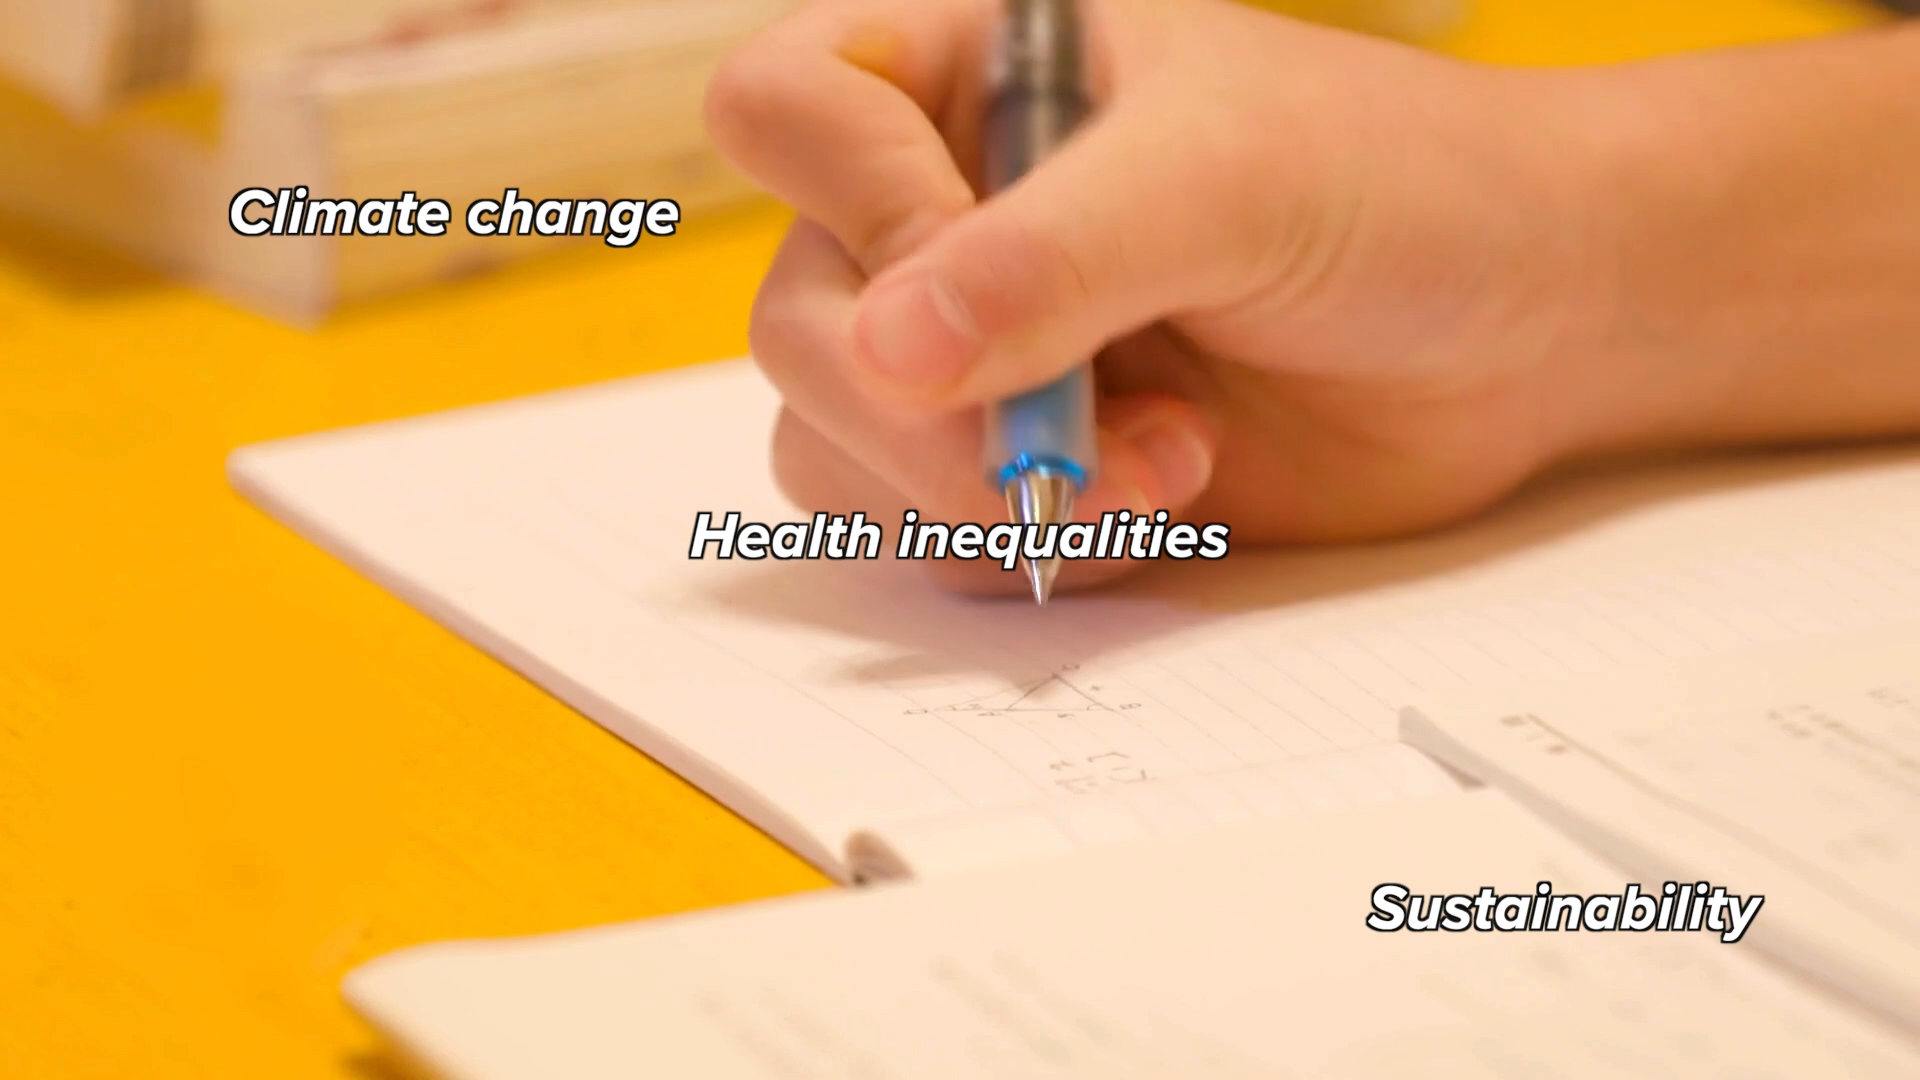 Climate change
Health inequalities
Sustainability